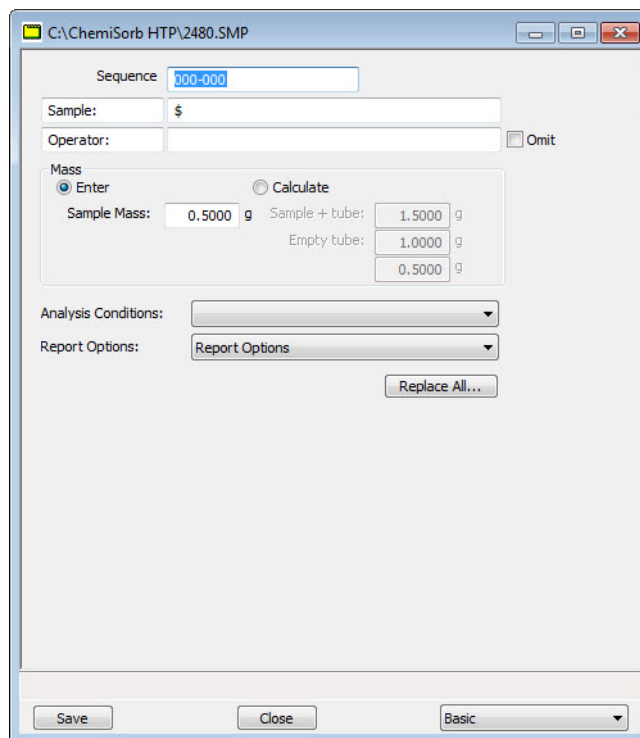 C:\ChemiSorb HTP\2480.SMP
Sequence 000-000
Sample: $
Operator: Omit
Mass
Enter Calculate
Sample Mass: 0.5000 g Sample + tube: 1.5000 g
Empty tube: 1.0000 g
0.5000 g
Analysis Conditions:
Report Options: Report Options
Replace All...
Save Close Basic